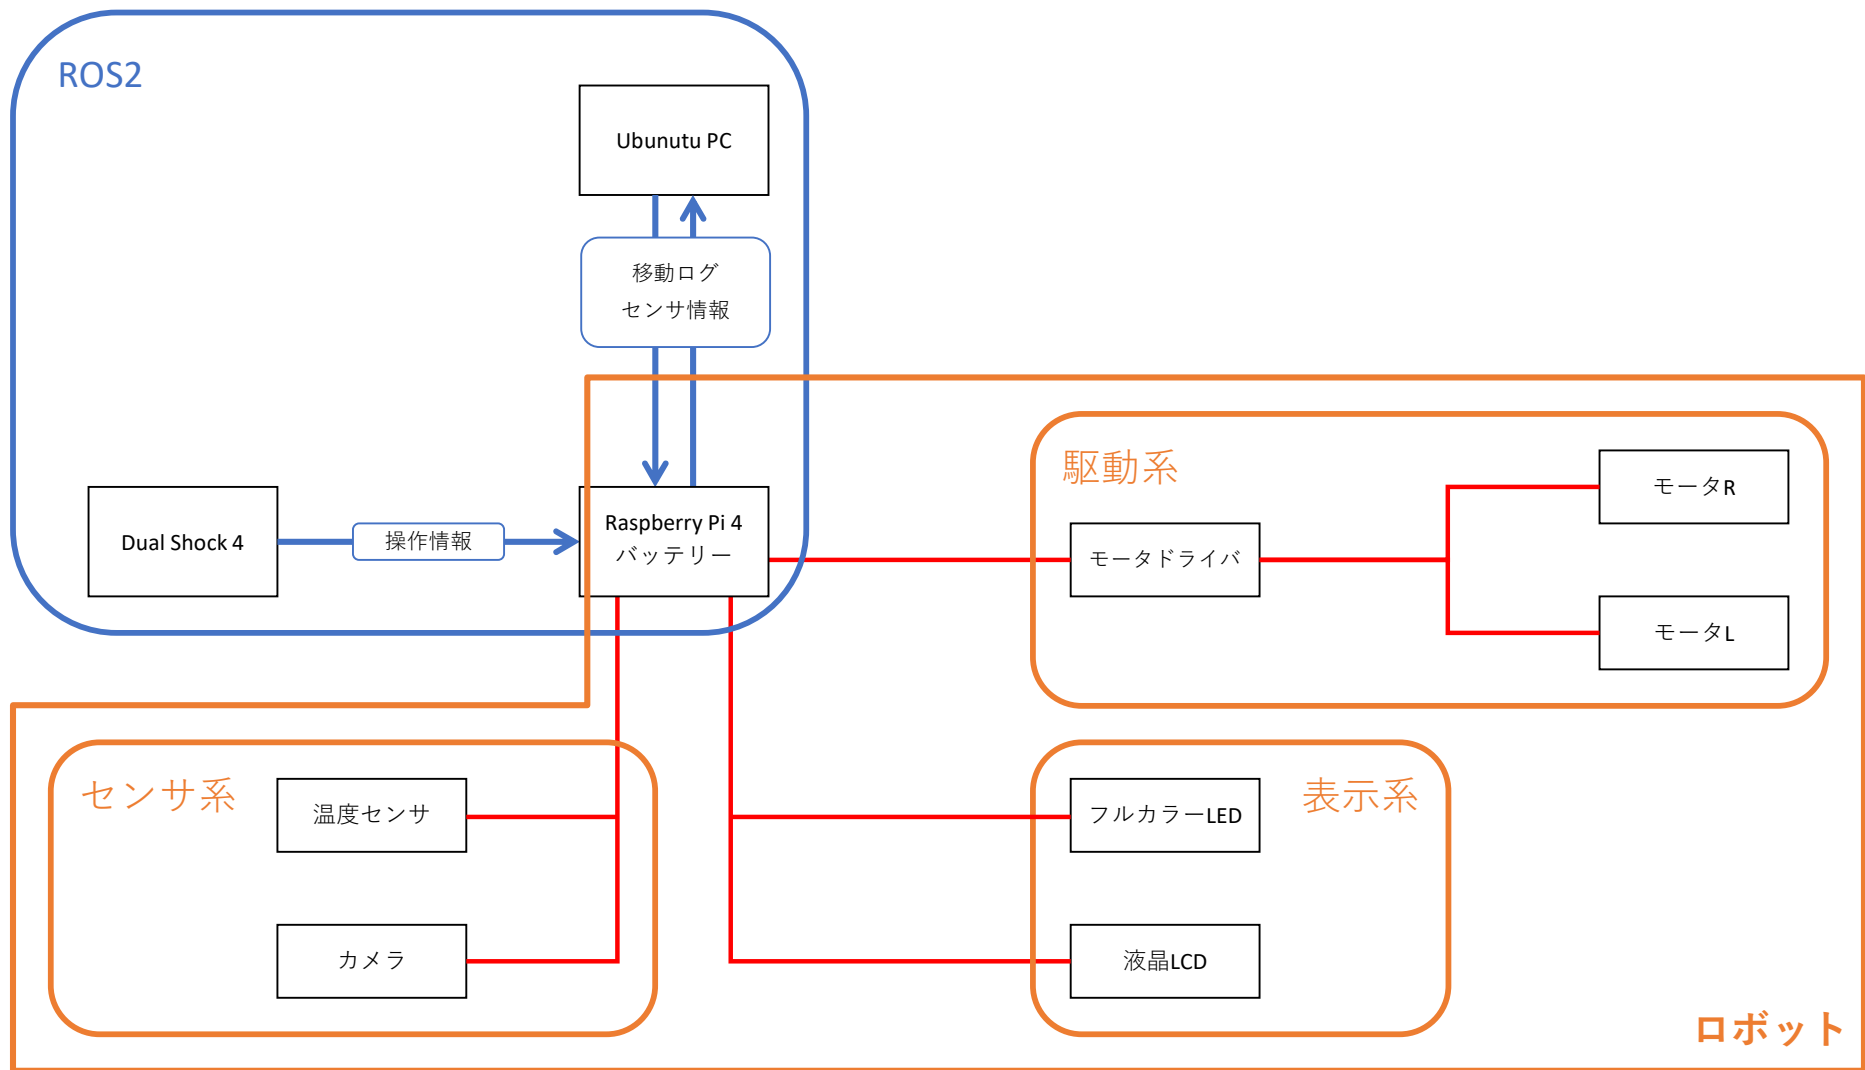 ROS2
Ubunutu PC
移動ログ
センサ情報
Dual Shock 4
操作情報
Raspberry Pi 4
バッテリー
駆動系
モータドライバ
モータR
モータL
センサ系
温度センサ
カメラ
表示系
フルカラーLED
液晶LCD
ロボット